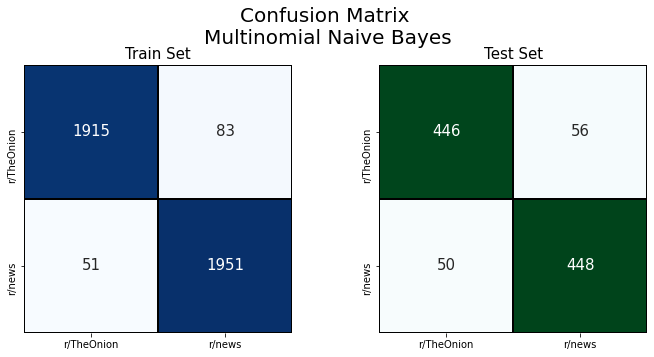 Confusion Matrix
Multinomial Naive Bayes
Train Set
r/TheOnion
1915
83
r/news
51
1951
r/TheOnion
r/news
Test Set
r/TheOnion
446
56
r/news
50
448
r/TheOnion
r/news